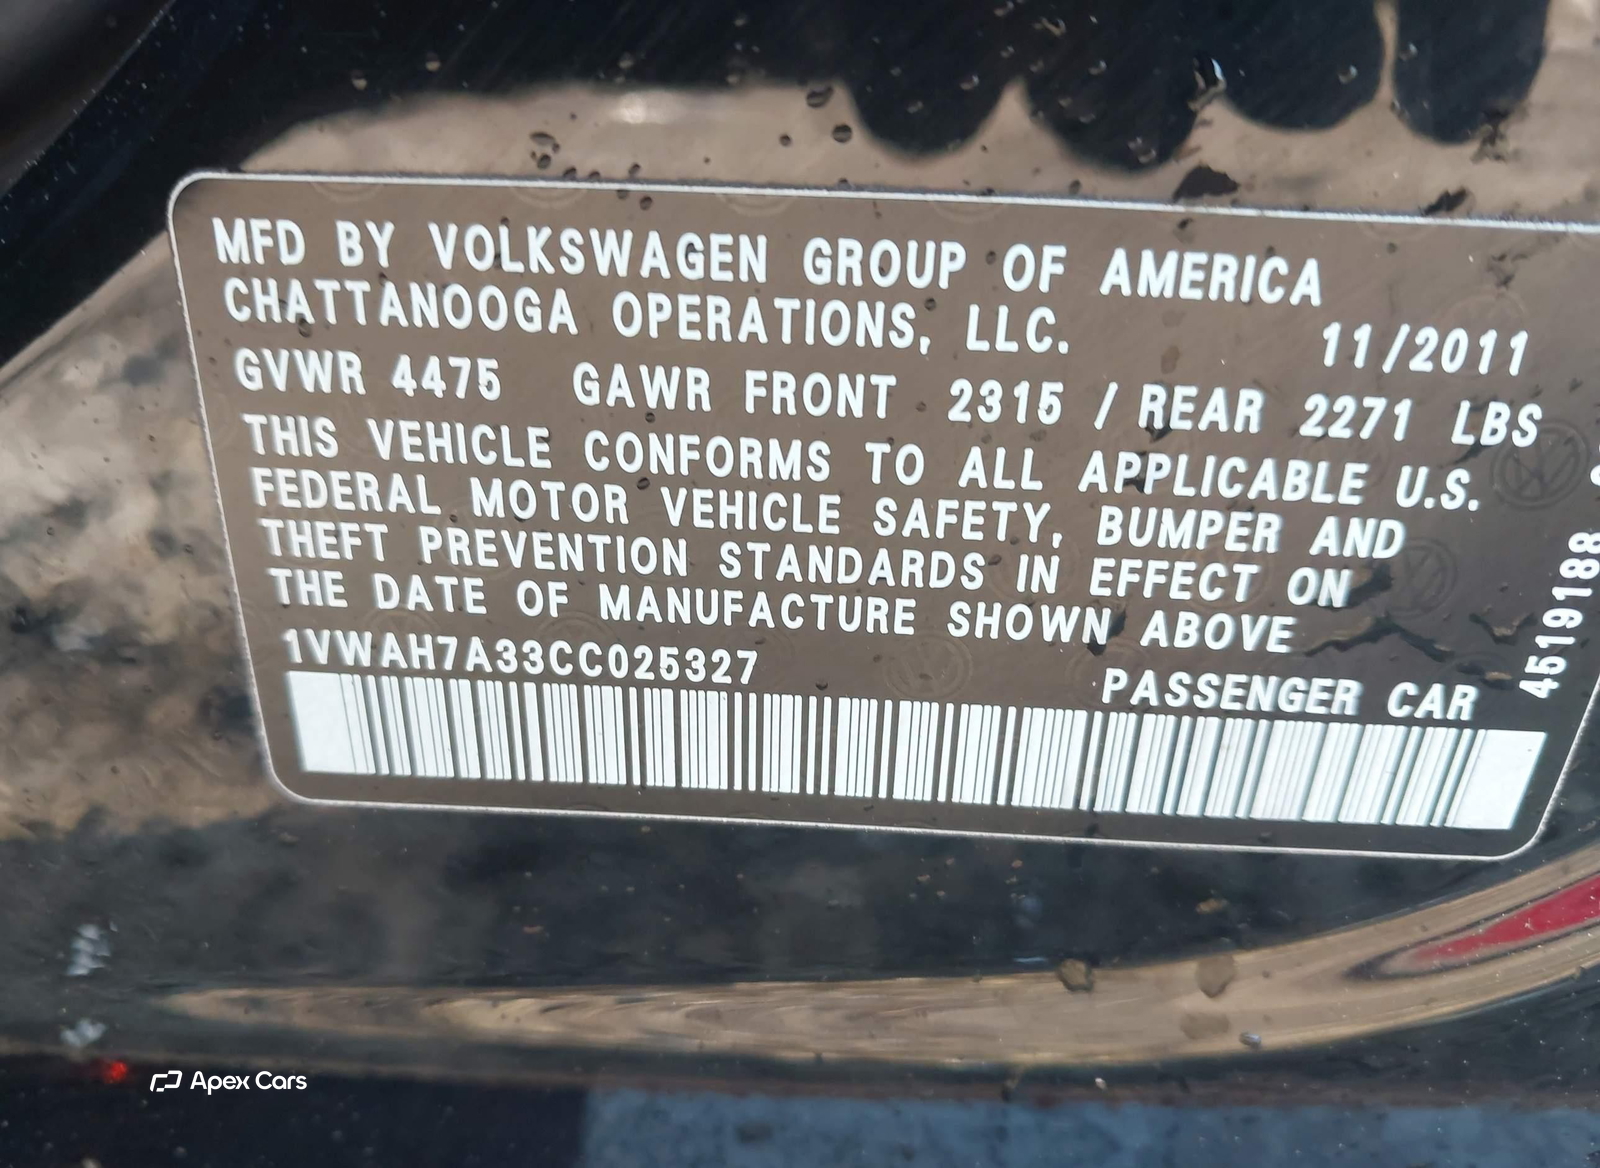 MFD BY VOLKSWAGEN GROUP OF AMERICA
CHATTANOOGA OPERATIONS, LLC.
11/2011
GVWR 4475 GAWR FRONT 2315 / REAR 2271 LBS
THIS VEHICLE CONFORMS TO ALL APPLICABLE U.S.
FEDERAL MOTOR VEHICLE SAFETY, BUMPER AND
THEFT PREVENTION STANDARDS IN EFFECT ON
THE DATE OF MANUFACTURE SHOWN ABOVE
1VWAH7A33CC025327
PASSENGER CAR
4519188
Apex Cars